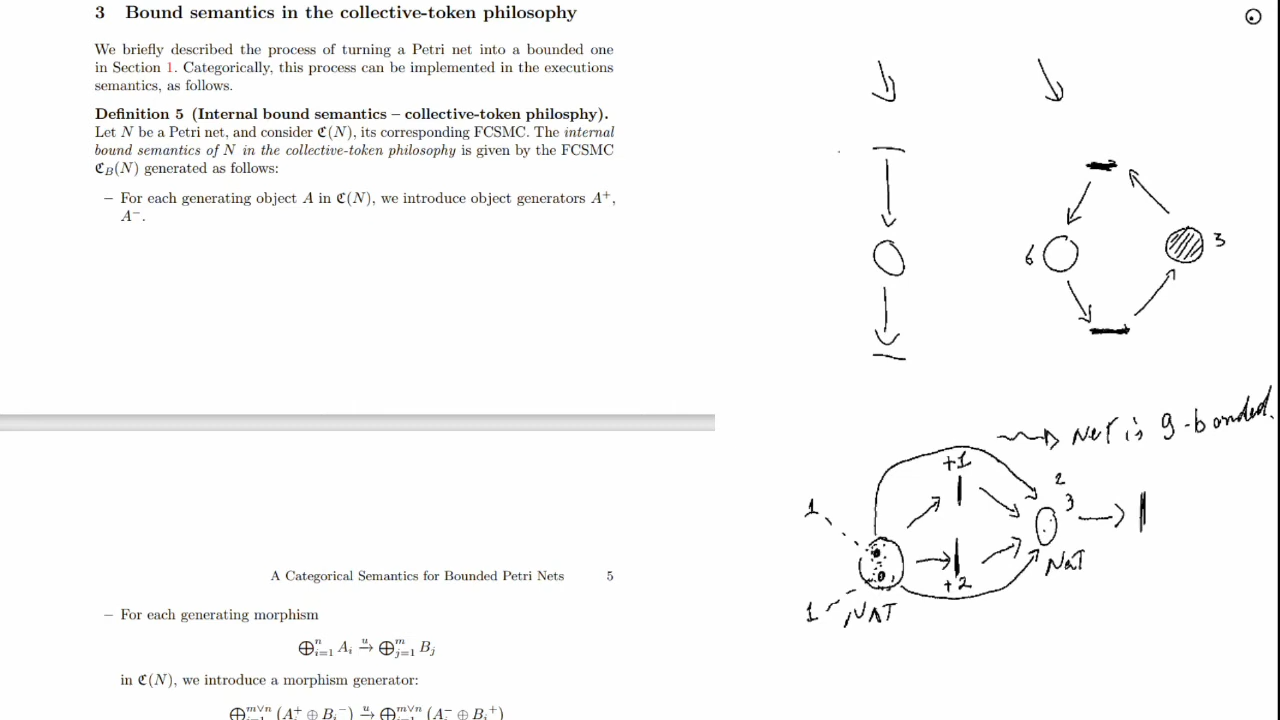 3 Bound semantics in the collective-token philosophy
We briefly described the process of turning a Petri net into a bounded one
in Section 1. Categorically, this process can be implemented in the executions
semantics, as follows.
Definition 5 (Internal bound semantics – collective-token philosphy).
Let N be a Petri net, and consider ℭ(N), its corresponding FCSMC. The internal
bound semantics of N in the collective-token philosophy is given by the FCSMC
ℭ_B(N) generated as follows:
– For each generating object A in ℭ(N), we introduce object generators A⁺,
A⁻.
A Categorical Semantics for Bounded Petri Nets 5
– For each generating morphism
⊕ⁿᵢ₌₁ Aᵢ →ᵘ ⊕ᵐⱼ₌₁ Bⱼ
in ℭ(N), we introduce a morphism generator:
6
3
Net is 9-bonded.
+1
2
3
1
NAT
+2
1
NAT